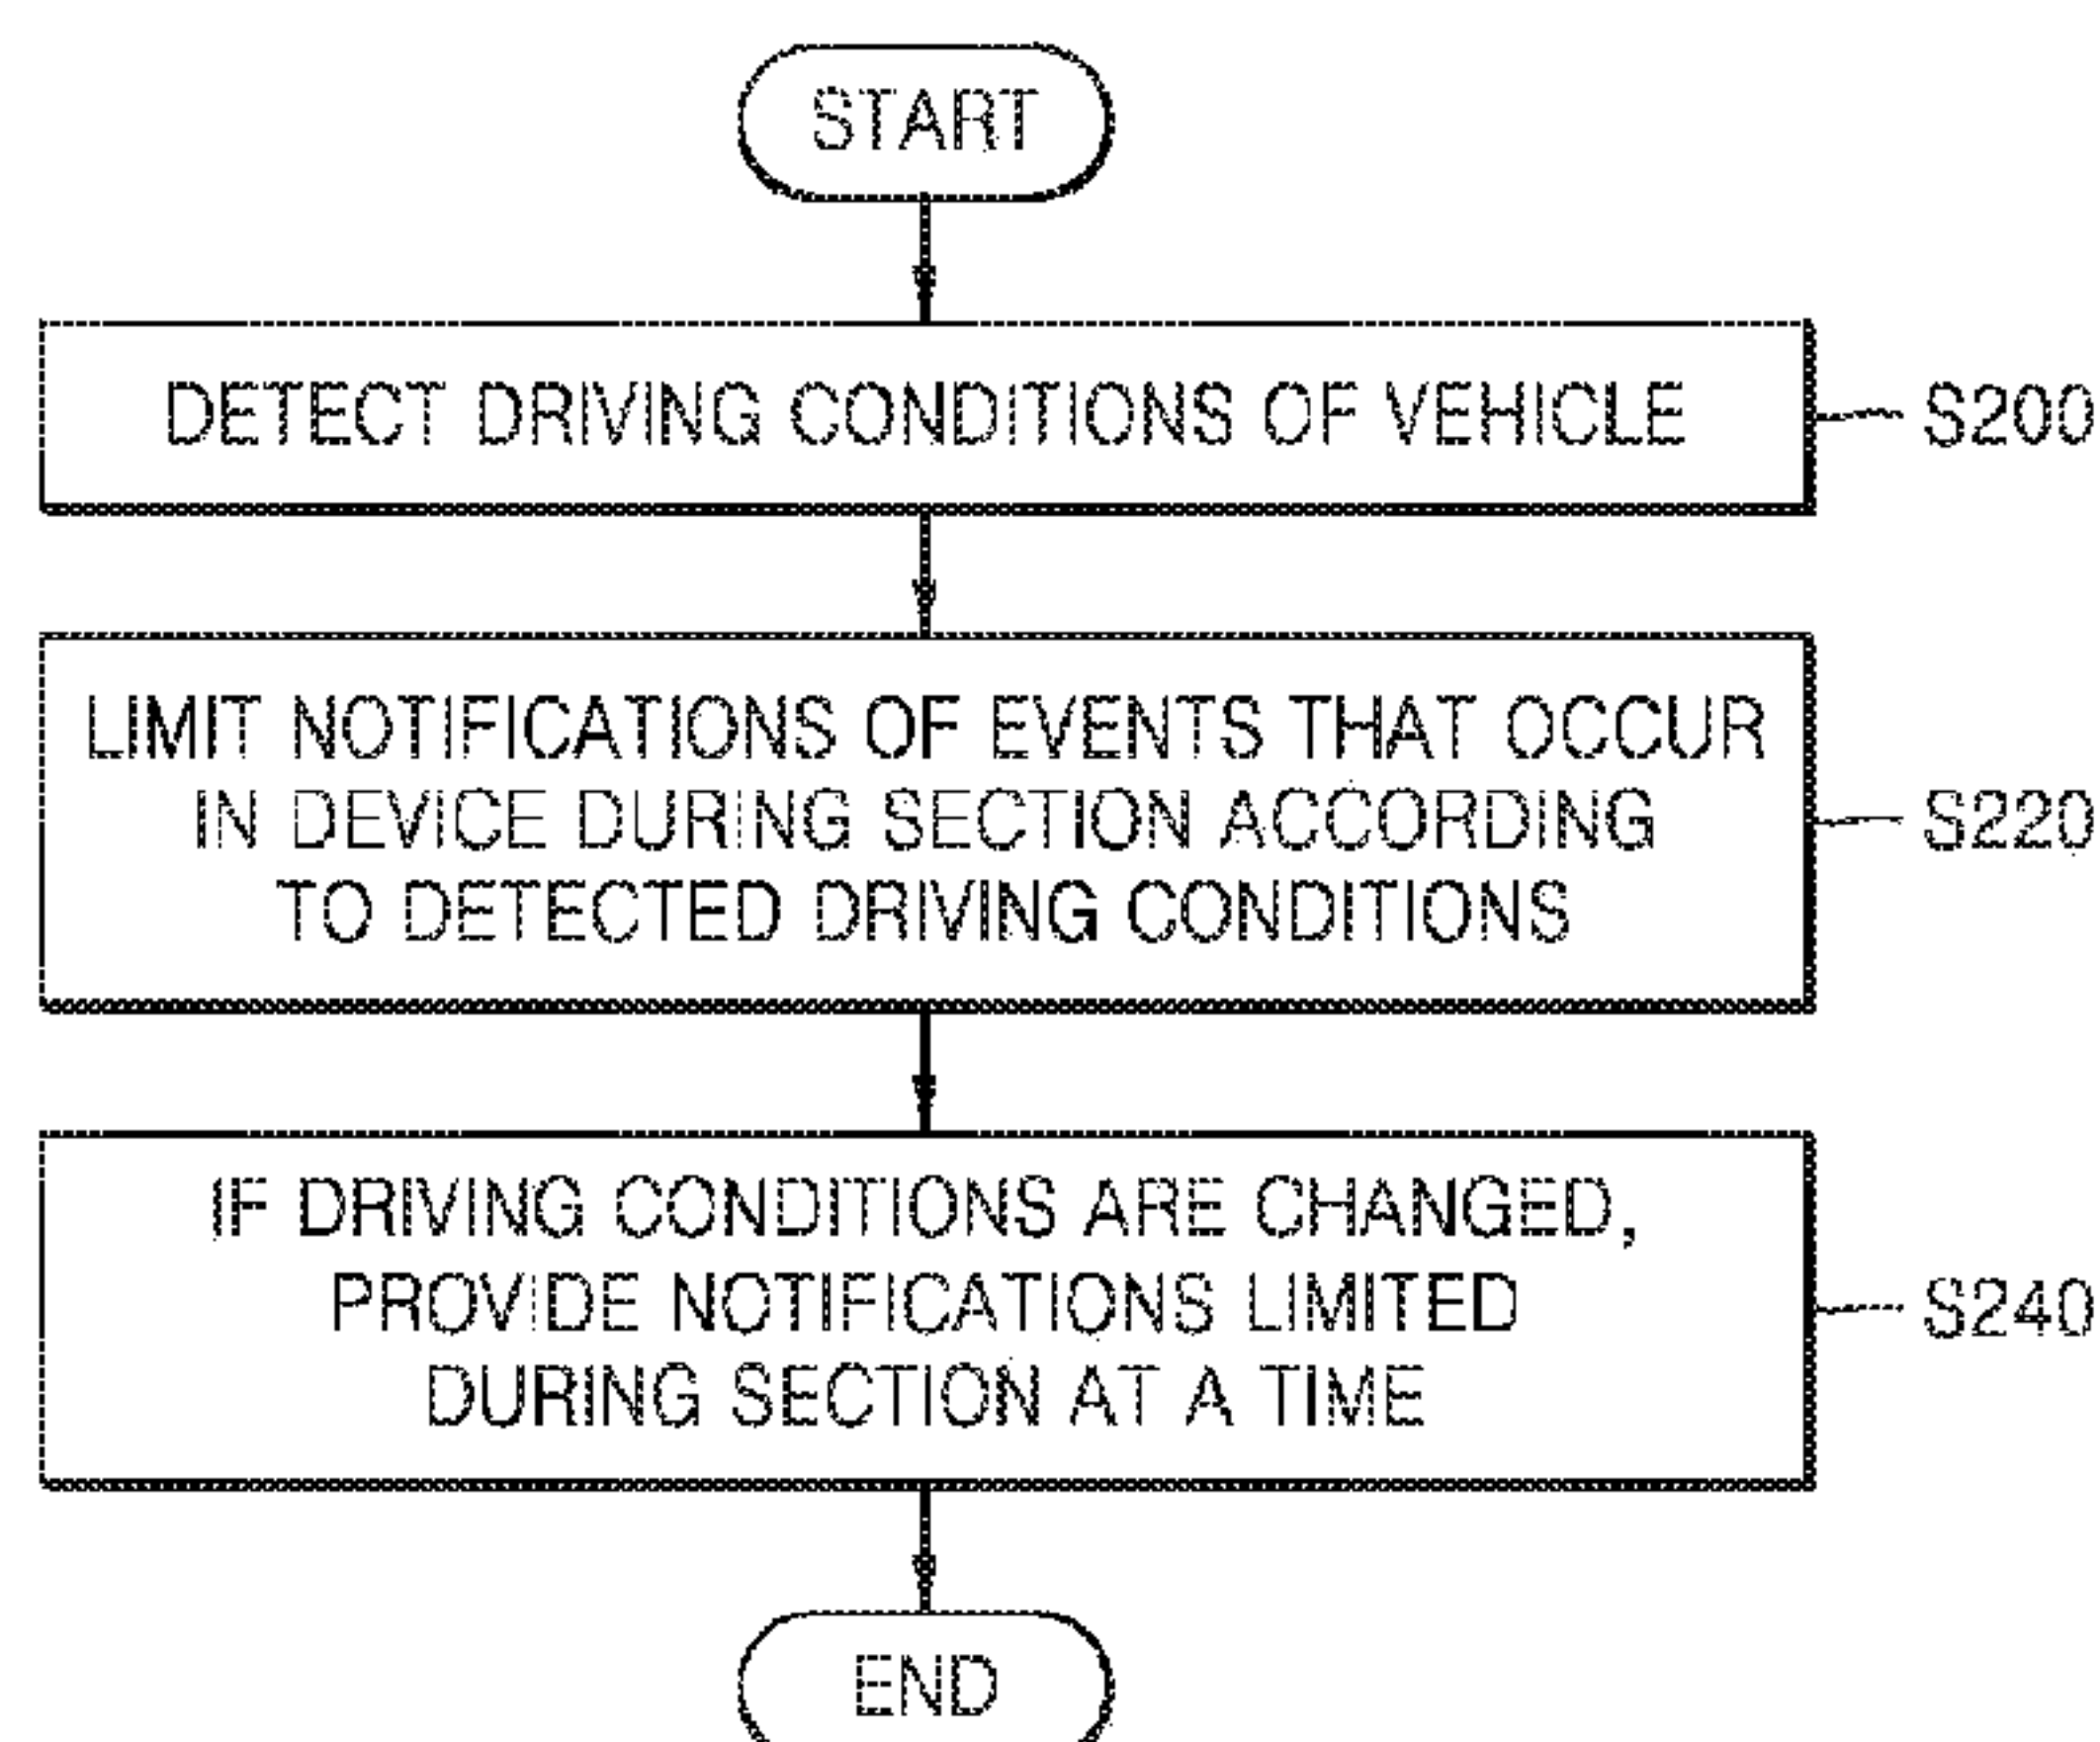 START
DETECT DRIVING CONDITIONS OF VEHICLE
S200
LIMIT NOTIFICATIONS OF EVENTS THAT OCCUR
IN DEVICE DURING SECTION ACCORDING
TO DETECTED DRIVING CONDITIONS
S220
IF DRIVING CONDITIONS ARE CHANGED,
PROVIDE NOTIFICATIONS LIMITED
DURING SECTION AT A TIME
S240
END